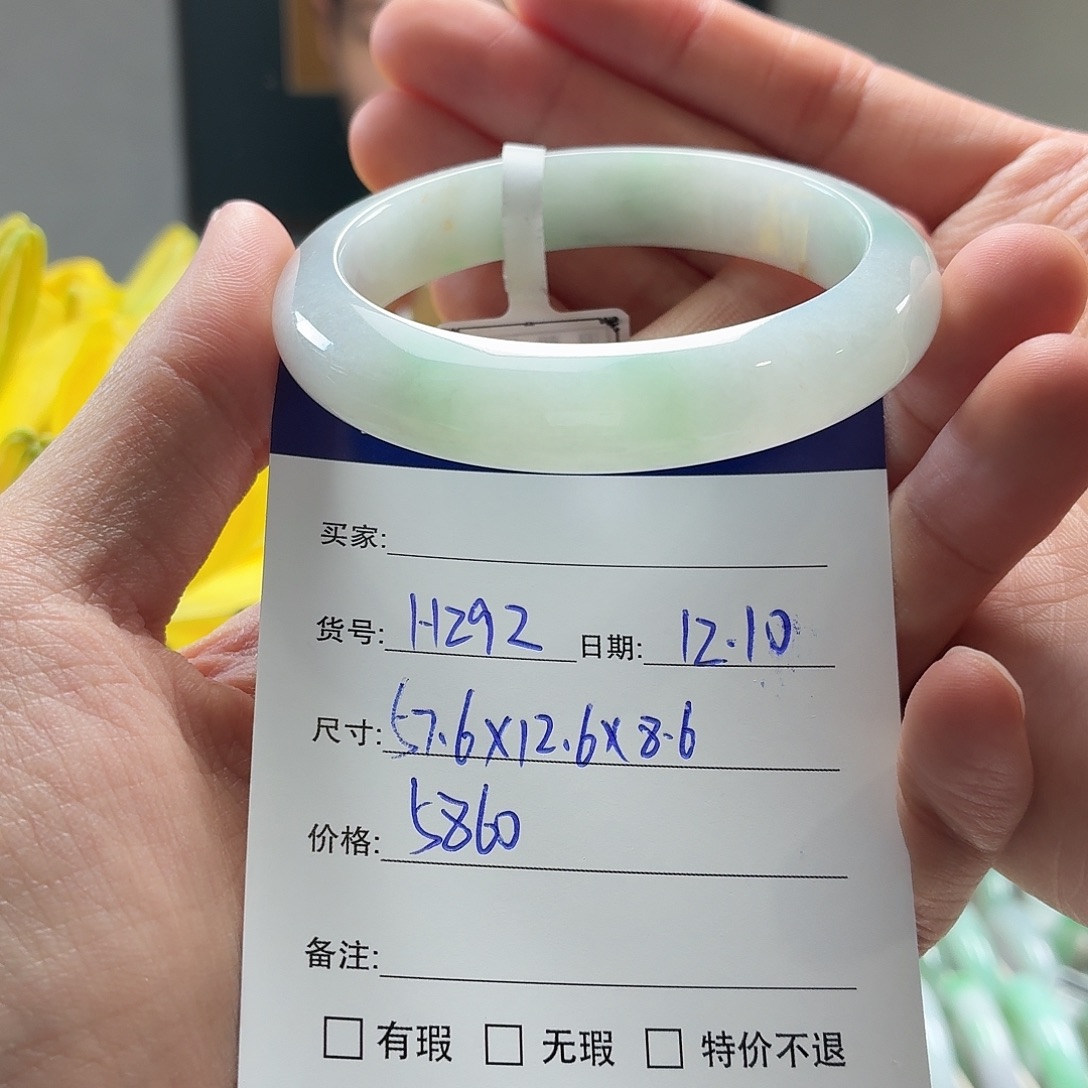 买家:
货号: H292 日期: 12.10
尺寸: 57.6x12.6x8.6
价格: 5860
备注:
□ 有瑕 □ 无瑕 □ 特价不退